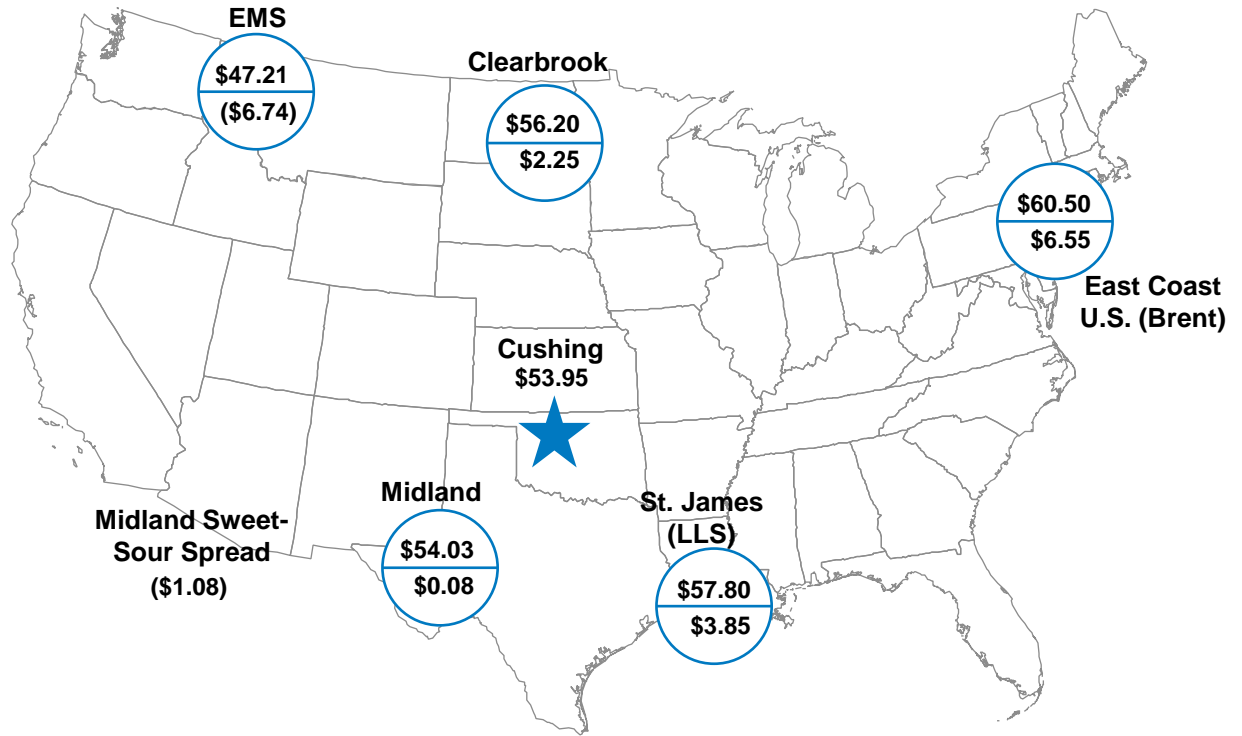 EMS
$47.21
($6.74)
Clearbrook
$56.20
$2.25
$60.50
$6.55
East Coast
U.S. (Brent)
Cushing
$53.95
Midland
$54.03
$0.08
Midland Sweet-
Sour Spread
($1.08)
St. James
(LLS)
$57.80
$3.85